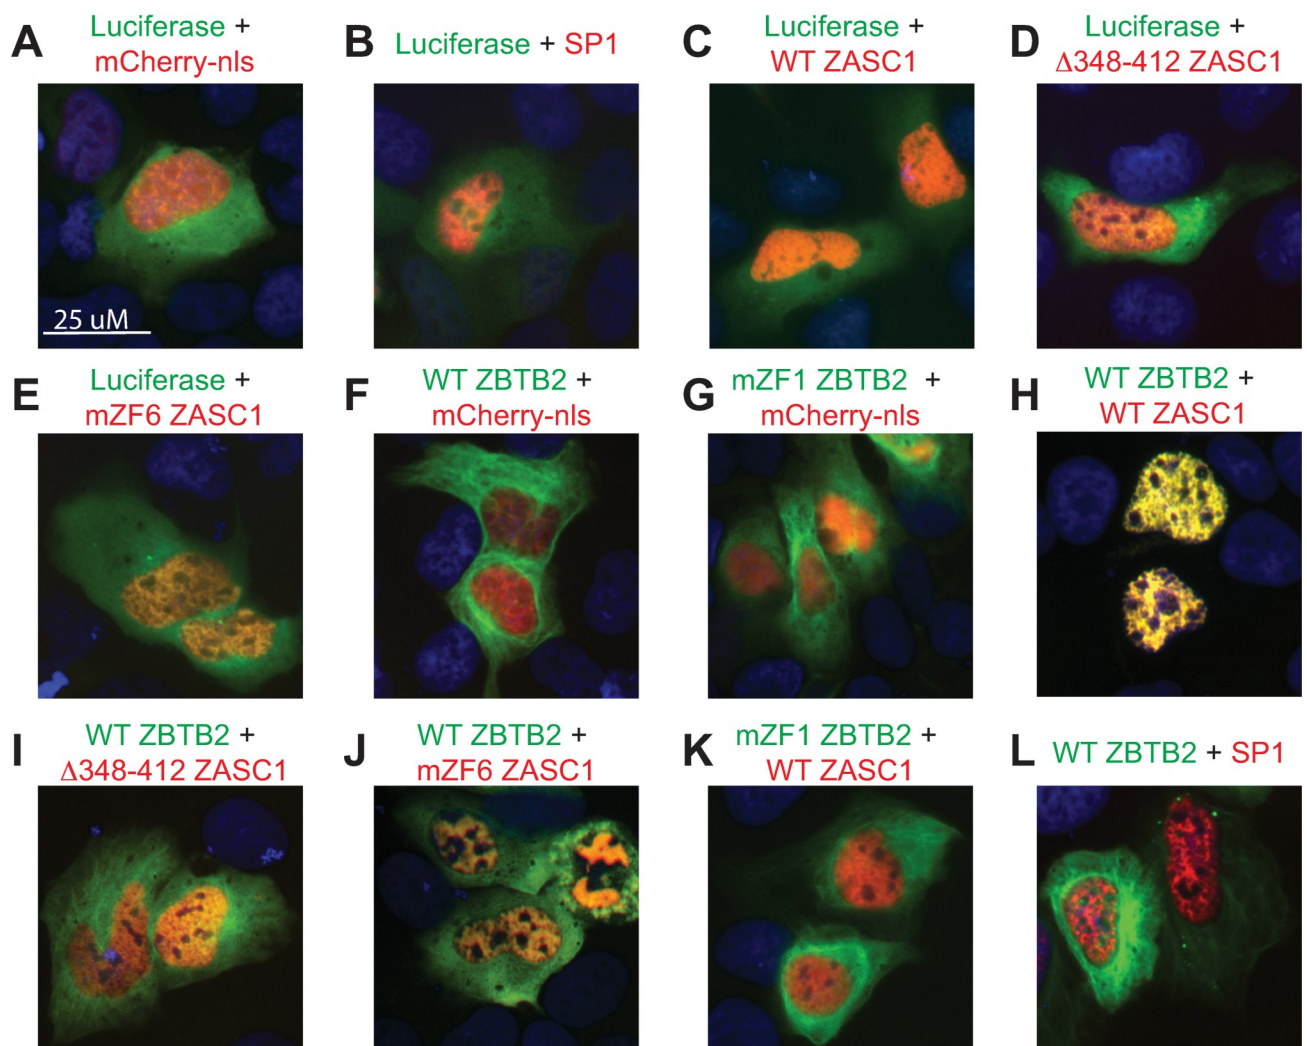 A
Luciferase +
mCherry-nls
B
Luciferase + SP1
C
Luciferase +
WT ZASC1
D
Luciferase +
Δ348-412 ZASC1
25 uM
E
Luciferase +
mZF6 ZASC1
F
WT ZBTB2 +
mCherry-nls
G
mZF1 ZBTB2 +
mCherry-nls
H
WT ZBTB2 +
WT ZASC1
I
WT ZBTB2 +
Δ348-412 ZASC1
J
WT ZBTB2 +
mZF6 ZASC1
K
mZF1 ZBTB2 +
WT ZASC1
L
WT ZBTB2 + SP1